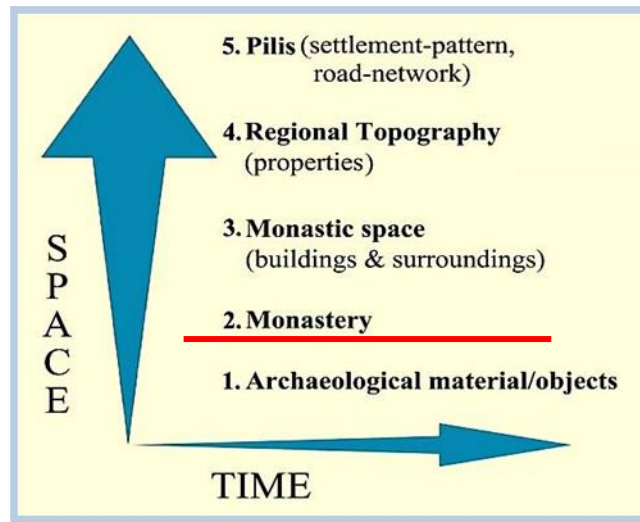 5. Pilis (settlement-pattern,
road-network)
4. Regional Topography
(properties)
3. Monastic space
(buildings & surroundings)
2. Monastery
1. Archaeological material/objects
SPACE
TIME